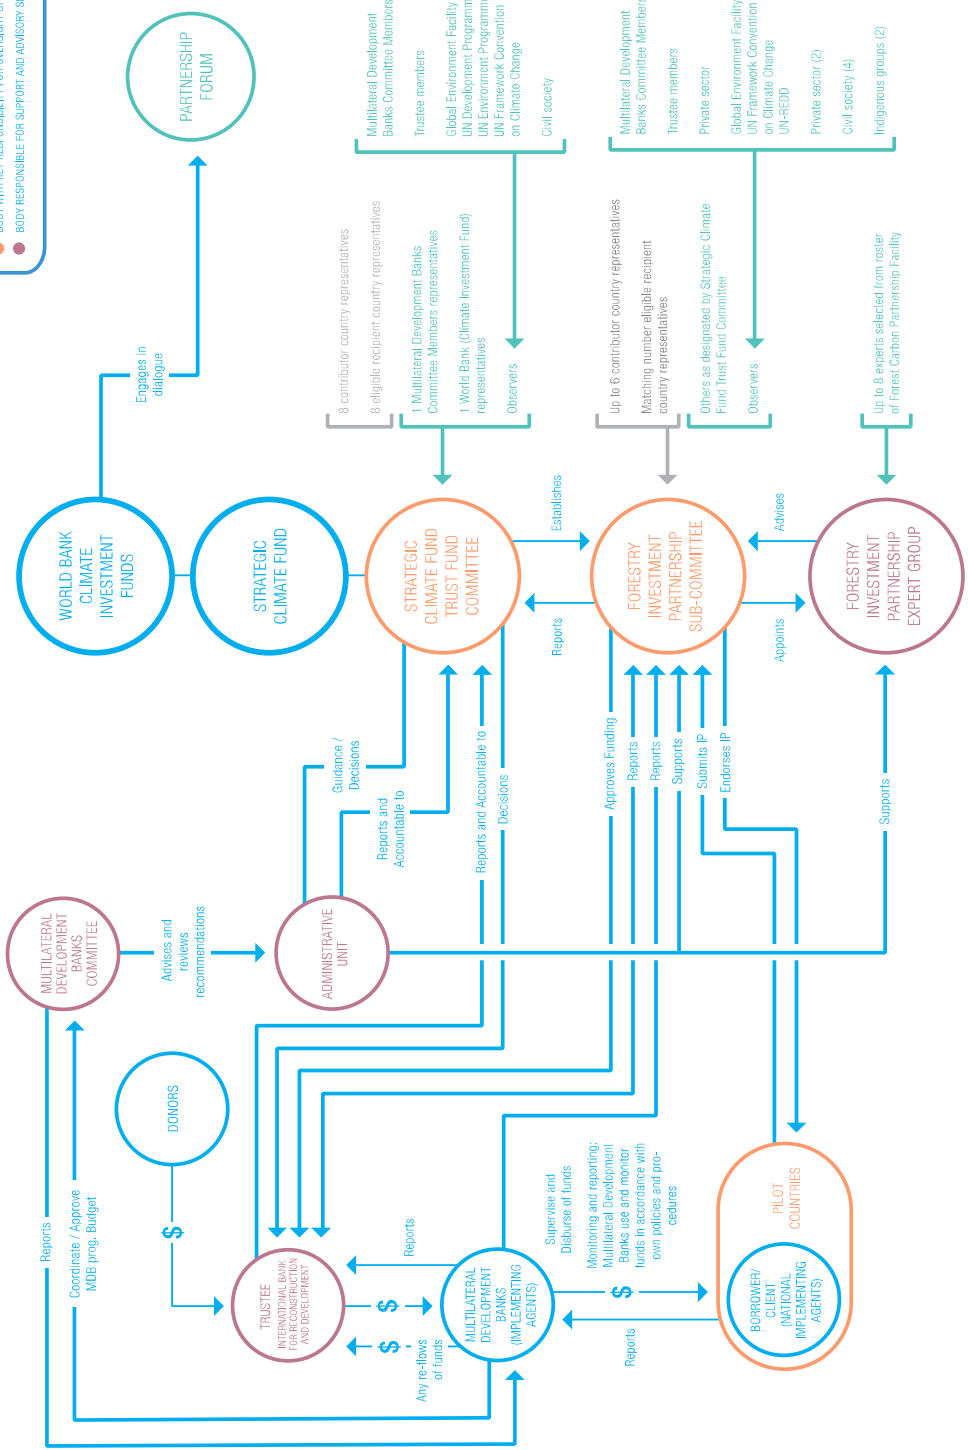 BODY RESPONSIBLE FOR SUPPORT AND ADVISORY
PARTNERSHIP
FORUM
Engages in
dialogue
WORLD BANK
CLIMATE
INVESTMENT
FUNDS
STRATEGIC
CLIMATE FUND
STRATEGIC
CLIMATE FUND
TRUST FUND
COMMITTEE
8 contributor country representatives
8 eligible recipient country representatives
1 Multilateral Development Banks
Committee Members representatives
1 World Bank (Climate Investment Fund)
representatives
Observers
Multilateral Development
Banks Committee Members
Trustee members
Global Environment Facility
UN Development Programm
UN Environment Programm
UN Framework Convention
on Climate Change
Civil society
Establishes
Reports
FORESTRY
INVESTMENT
PARTNERSHIP
SUB-COMMITTEE
Up to 6 contributor country representatives
Matching number eligible recipient
country representatives
Others as designated by Strategic Climate
Fund Trust Fund Committee
Observers
Multilateral Development
Banks Committee Members
Trustee members
Private sector
Global Environment Facility
UN Framework Convention
on Climate Change
UN-REDD
Private sector (2)
Civil society (4)
Indigenous groups (2)
Advises
Appoints
FORESTRY
INVESTMENT
PARTNERSHIP
EXPERT GROUP
Up to 8 experts selected from roster
of Forest Carbon Partnership Facility
MULTILATERAL
DEVELOPMENT
BANKS
COMMITTEE
Advises and
reviews
recommendations
ADMINISTRATIVE
UNIT
Guidance /
Decisions
Reports and
Accountable to
Reports and Accountable to
Decisions
Approves Funding
Reports
Reports
Supports
Submits IP
Endorses IP
Supports
Reports
Coordinate / Approve
MDB prog. Budget
DONORS
$
TRUSTEE
INTERNATIONAL BANK
FOR RECONSTRUCTION
AND DEVELOPMENT
Reports
$
$
Any re-flows
of funds
MULTILATERAL
DEVELOPMENT
BANKS
(IMPLEMENTING
AGENTS)
Supervise and
Disburse of funds
Monitoring and reporting:
Multilateral Development
Banks use and monitor
funds in accordance with
own policies and pro-
cedures
$
Reports
PILOT
COUNTRIES
BORROWER/
CLIENT
(NATIONAL
IMPLEMENTING
AGENTS)